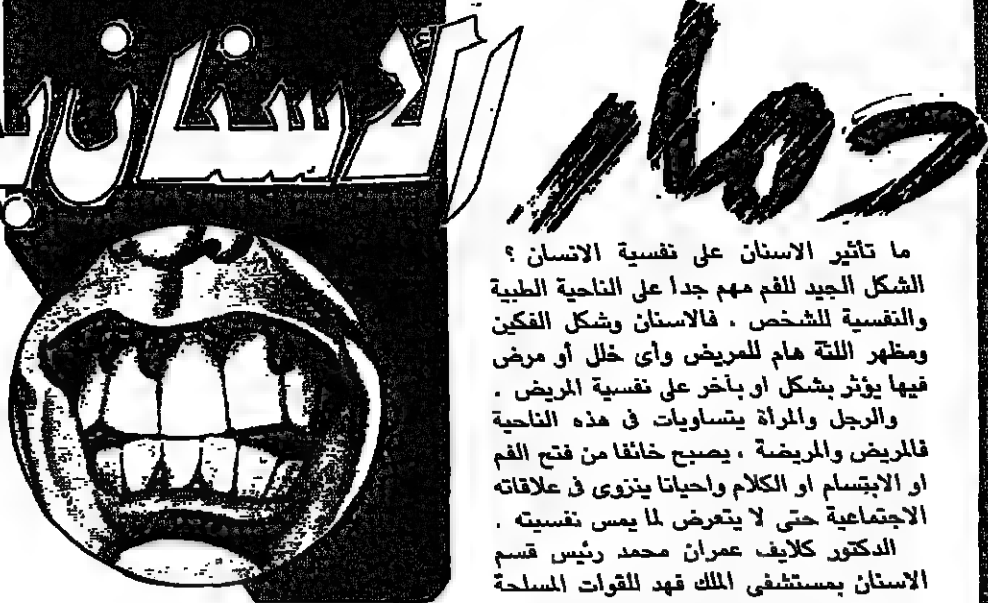 دمار
الاسنان
ما تأثير الاسنان على نفسية الانسان ؟
الشكل الجيد للفم مهم جدا على الناحية الطبية
والنفسية للشخص . فالاسنان وشكل الفكين
ومظهر اللثة هام للمريض وأى خلل أو مرض
فيها يؤثر بشكل او بآخر على نفسية المريض .
والرجل والمرأة يتساويات فى هذه الناحية
فالمريض والمريضة ، يصبح خائفا من فتح الفم
او الابتسام او الكلام واحيانا ينزوى فى علاقاته
الاجتماعية حتى لا يتعرض لما يمس نفسيته .
الدكتور كلايف عمران محمد رئيس قسم
الاسنان بمستشفى الملك فهد للقوات المسلحة